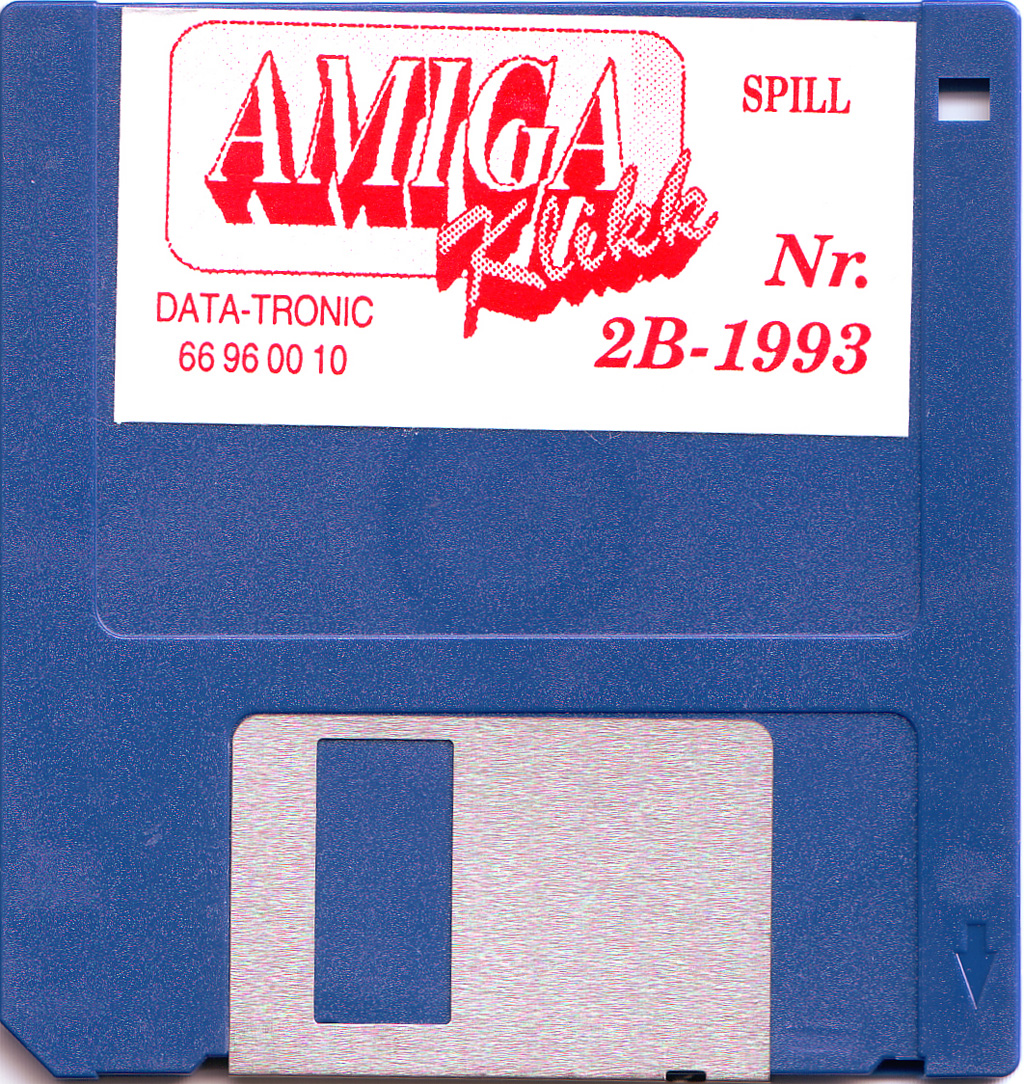 AMIGA
Klikk
SPILL
Nr.
2B-1993
DATA-TRONIC
66 96 00 10